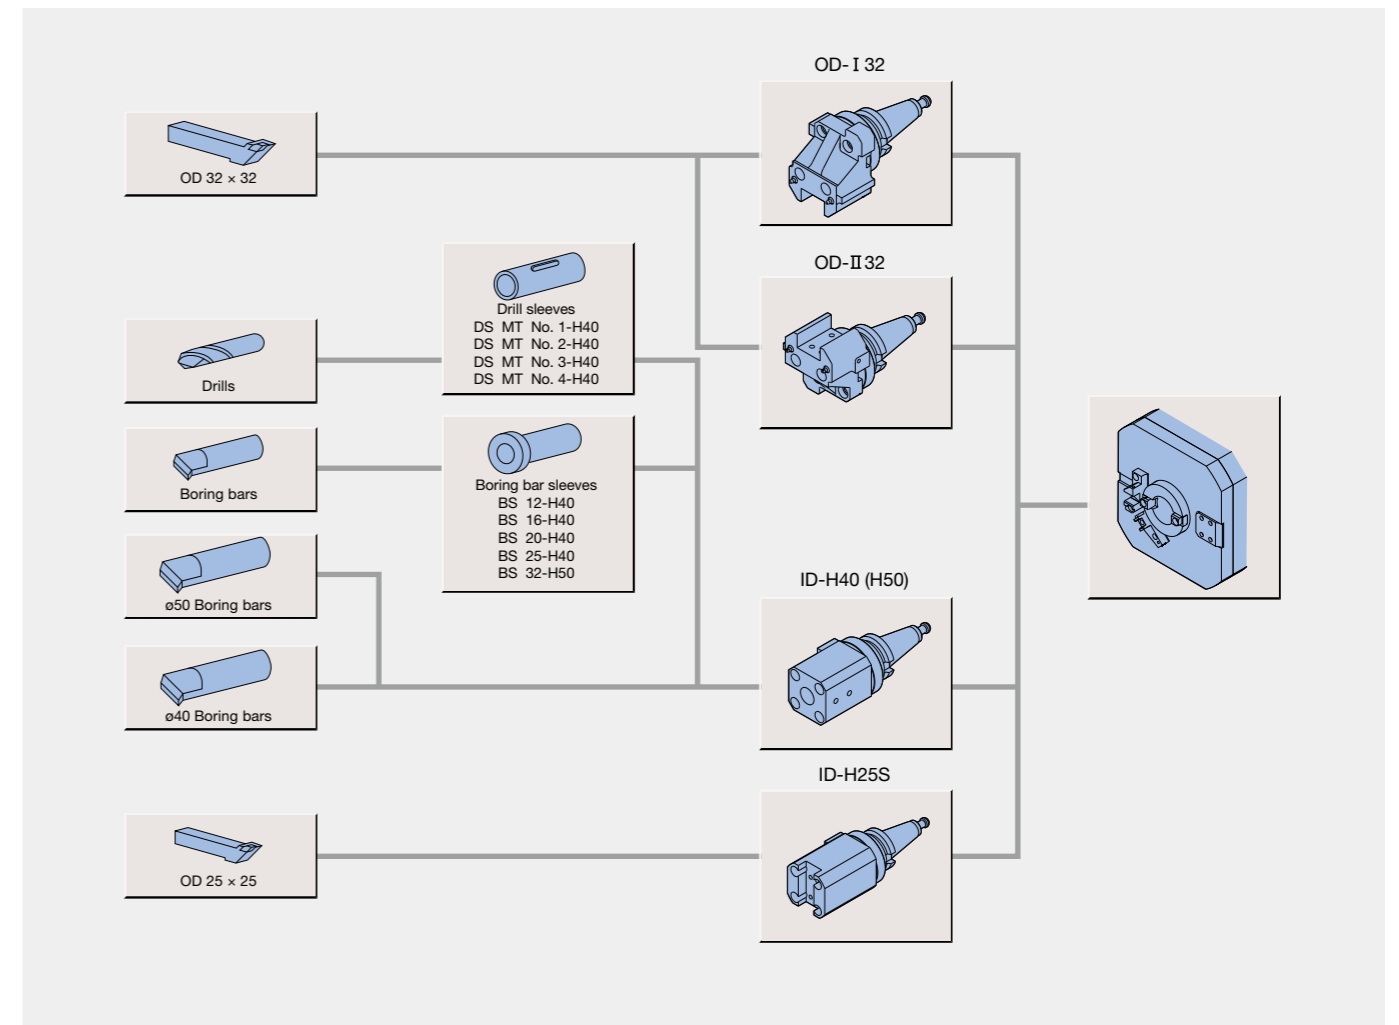 OD-Ⅰ32
OD 32 × 32
OD-Ⅱ32
Drill sleeves
DS MT No. 1-H40
DS MT No. 2-H40
DS MT No. 3-H40
DS MT No. 4-H40
Drills
Boring bars
Boring bar sleeves
BS 12-H40
BS 16-H40
BS 20-H40
BS 25-H40
BS 32-H50
ø50 Boring bars
ID-H40 (H50)
ø40 Boring bars
ID-H25S
OD 25 × 25